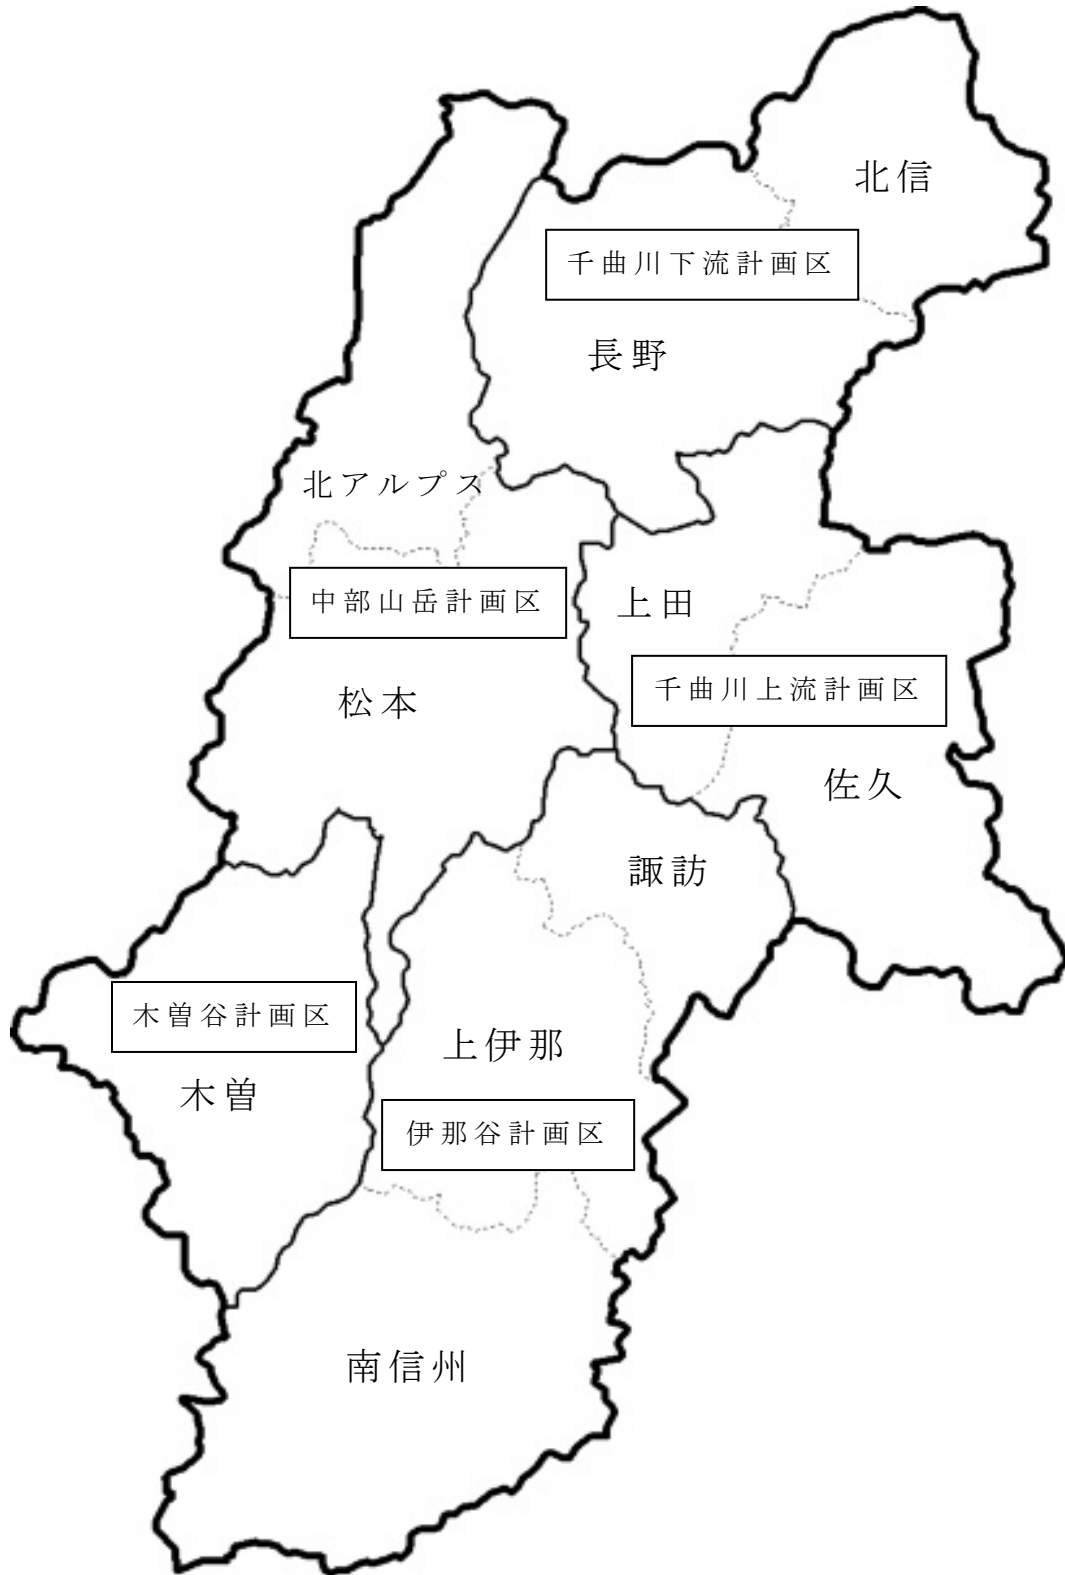 北信
千曲川下流計画区
長野
北アルプス
中部山岳計画区
上田
松本
千曲川上流計画区
佐久
諏訪
木曽谷計画区
上伊那
木曽
伊那谷計画区
南信州